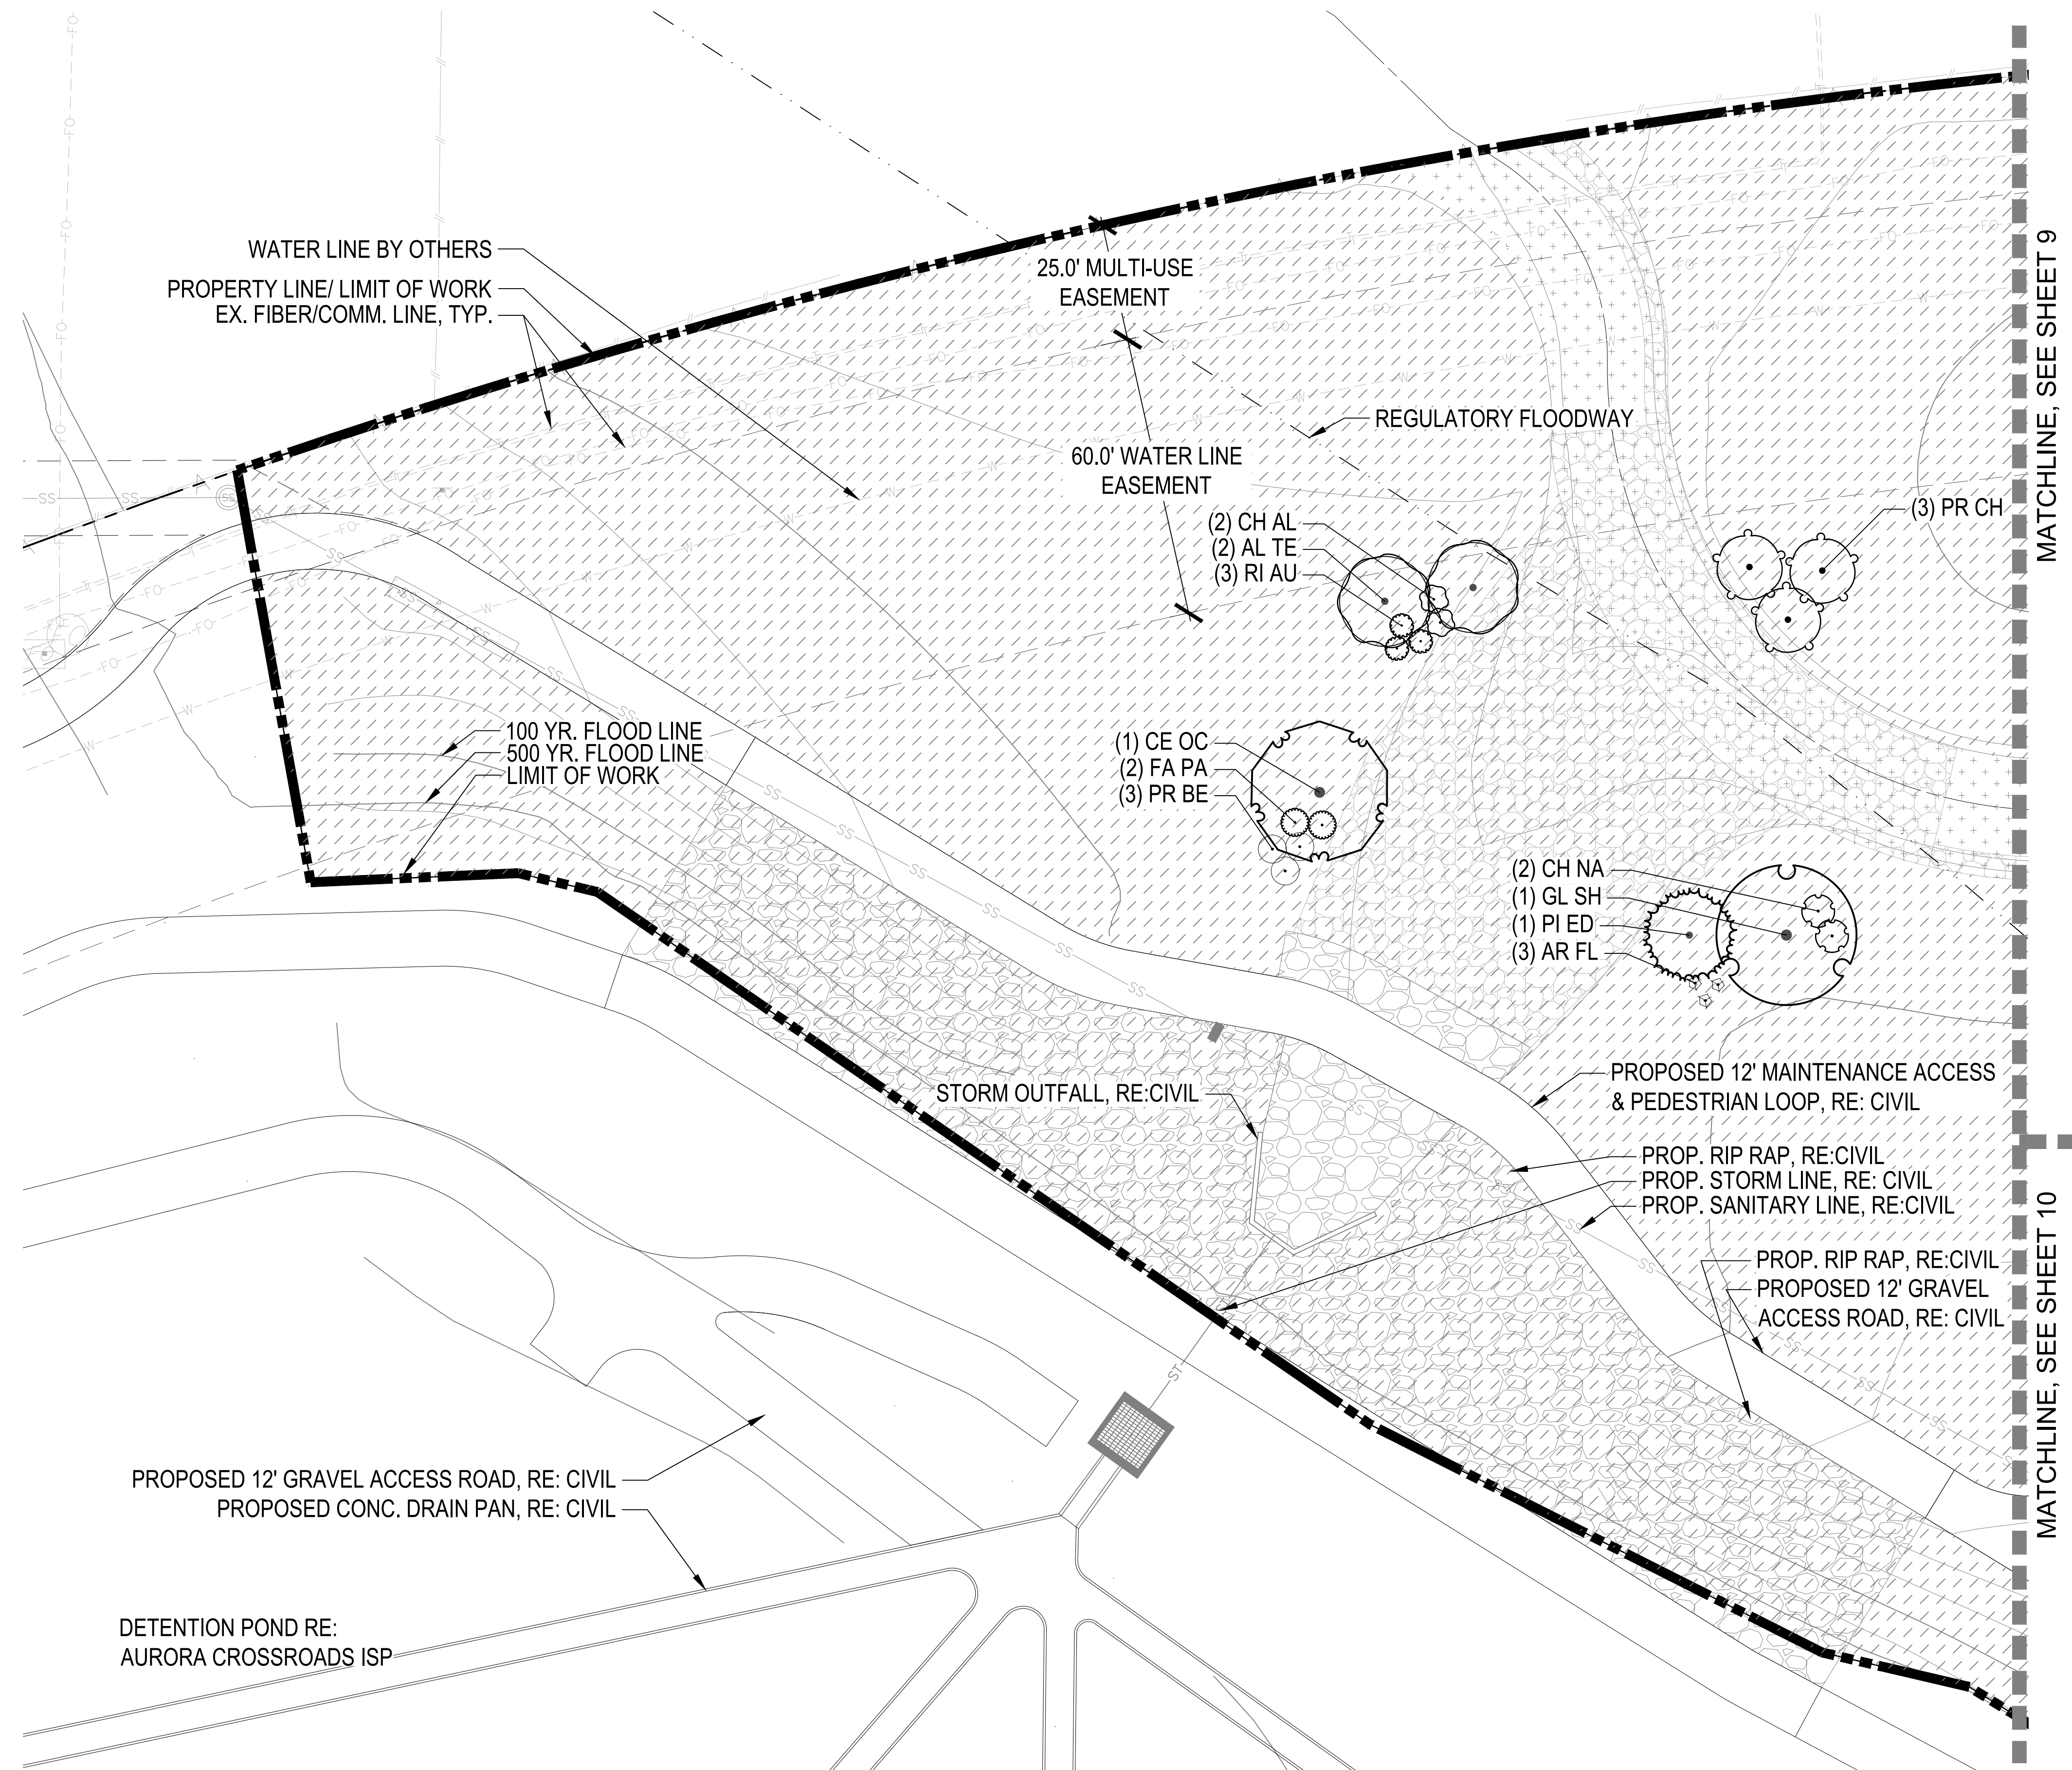 WATER LINE BY OTHERS
PROPERTY LINE/ LIMIT OF WORK
EX. FIBER/COMM. LINE, TYP.
25.0' MULTI-USE
EASEMENT
REGULATORY FLOODWAY
60.0' WATER LINE
EASEMENT
(2) CH AL
(2) AL TE
(3) RI AU
(3) PR CH
MATCHLINE, SEE SHEET 9
100 YR. FLOOD LINE
500 YR. FLOOD LINE
LIMIT OF WORK
(1) CE OC
(2) FA PA
(3) PR BE
(2) CH NA
(1) GL SH
(1) PI ED
(3) AR FL
STORM OUTFALL, RE:CIVIL
PROPOSED 12' MAINTENANCE ACCESS
& PEDESTRIAN LOOP, RE: CIVIL
PROP. RIP RAP, RE:CIVIL
PROP. STORM LINE, RE: CIVIL
PROP. SANITARY LINE, RE:CIVIL
PROP. RIP RAP, RE:CIVIL
PROPOSED 12' GRAVEL
ACCESS ROAD, RE: CIVIL
MATCHLINE, SEE SHEET 10
ST
PROPOSED 12' GRAVEL ACCESS ROAD, RE: CIVIL
PROPOSED CONC. DRAIN PAN, RE: CIVIL
DETENTION POND RE:
AURORA CROSSROADS ISP